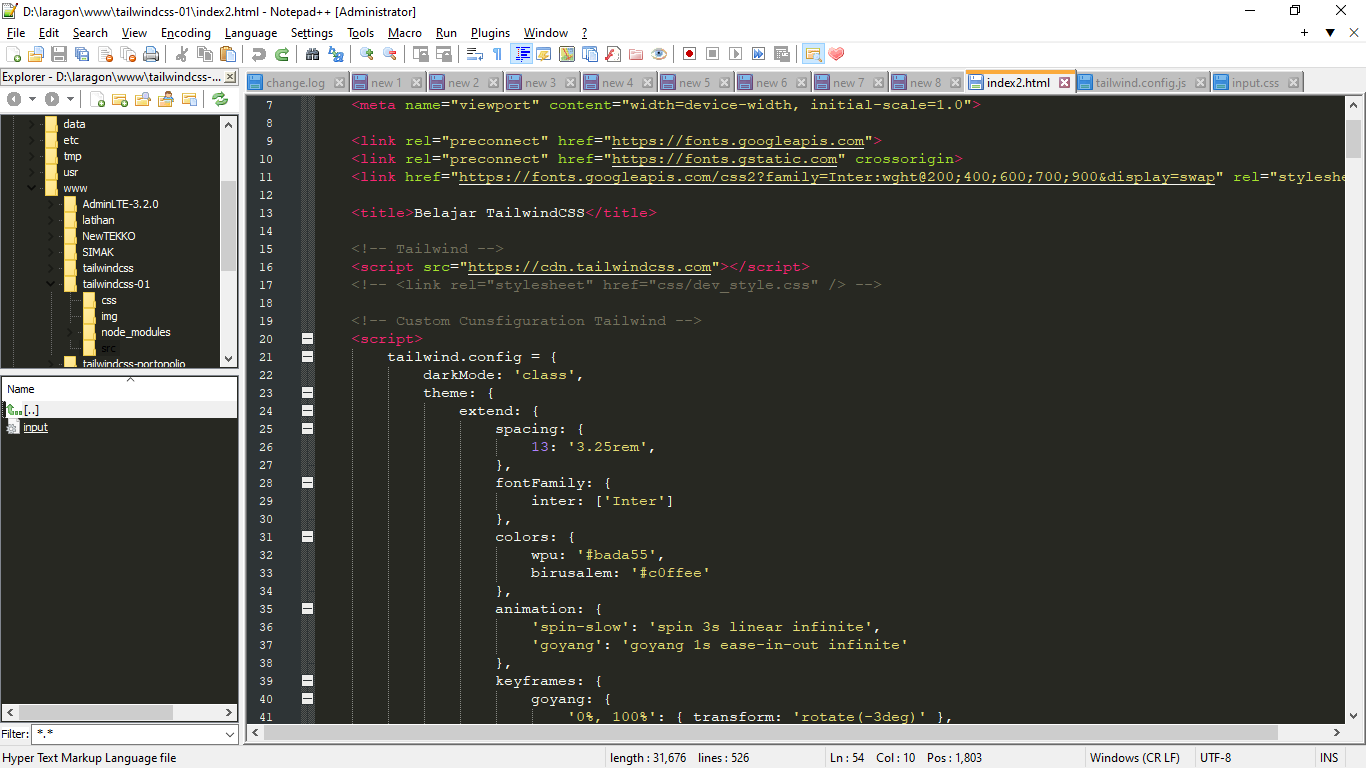 D:\laragon\www\tailwindcss-01\index2.html - Notepad++ [Administrator]
File Edit Search View Encoding Language Settings Tools Macro Run Plugins Window ?
Explorer - D:\laragon\www\tailwindcss-...
data
etc
tmp
usr
www
AdminLTE-3.2.0
latihan
NewTEKKO
SIMAK
tailwindcss
tailwindcss-01
css
img
node_modules
src
tailwindcss-portopolio
Name
[..]
input
Filter: *.*
change.log new 1 new 2 new 3 new 4 new 5 new 6 new 7 new 8 index2.html tailwind.config.js input.css
7 <meta name="viewport" content="width=device-width, initial-scale=1.0">
8
9 <link rel="preconnect" href="https://fonts.googleapis.com">
10 <link rel="preconnect" href="https://fonts.gstatic.com" crossorigin>
11 <link href="https://fonts.googleapis.com/css2?family=Inter:wght@200;400;600;700;900&display=swap" rel="styleshe
12
13 <title>Belajar TailwindCSS</title>
14
15 <!-- Tailwind -->
16 <script src="https://cdn.tailwindcss.com"></script>
17 <!-- <link rel="stylesheet" href="css/dev_style.css" /> -->
18
19 <!-- Custom Cunsfiguration Tailwind -->
20 <script>
21 tailwind.config = {
22 darkMode: 'class',
23 theme: {
24 extend: {
25 spacing: {
26 13: '3.25rem',
27 },
28 fontFamily: {
29 inter: ['Inter']
30 },
31 colors: {
32 wpu: '#bada55',
33 birusalem: '#c0ffee'
34 },
35 animation: {
36 'spin-slow': 'spin 3s linear infinite',
37 'goyang': 'goyang 1s ease-in-out infinite'
38 },
39 keyframes: {
40 goyang: {
41 '0%, 100%': { transform: 'rotate(-3deg)' },
Hyper Text Markup Language file length : 31,676 lines : 526 Ln : 54 Col : 10 Pos : 1,803 Windows (CR LF) UTF-8 INS